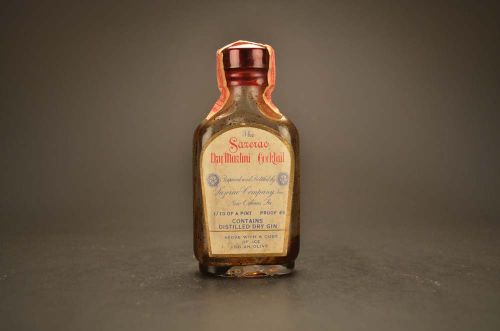 The
Sazerac
Dry Martini Cocktail
Prepared and Bottled by
Sazerac Company, Inc.
New Orleans, La.
1/10 OF A PINT PROOF
CONTAINS
DISTILLED DRY GIN
SERVE WITH A CUBE
OF ICE
AND AN OLIVE